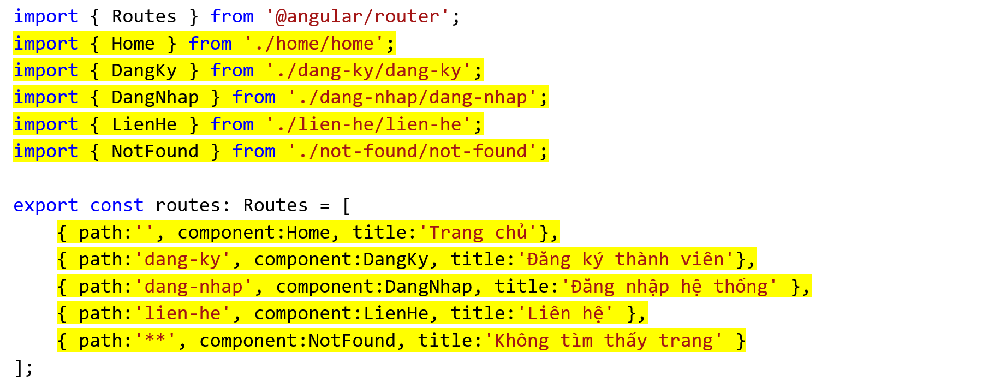 import { Routes } from '@angular/router';
import { Home } from './home/home';
import { DangKy } from './dang-ky/dang-ky';
import { DangNhap } from './dang-nhap/dang-nhap';
import { LienHe } from './lien-he/lien-he';
import { NotFound } from './not-found/not-found';
export const routes: Routes = [
{ path:'', component:Home, title:'Trang chủ'},
{ path:'dang-ky', component:DangKy, title:'Đăng ký thành viên'},
{ path:'dang-nhap', component:DangNhap, title:'Đăng nhập hệ thống' },
{ path:'lien-he', component:LienHe, title:'Liên hệ' },
{ path:'**', component:NotFound, title:'Không tìm thấy trang' }
];